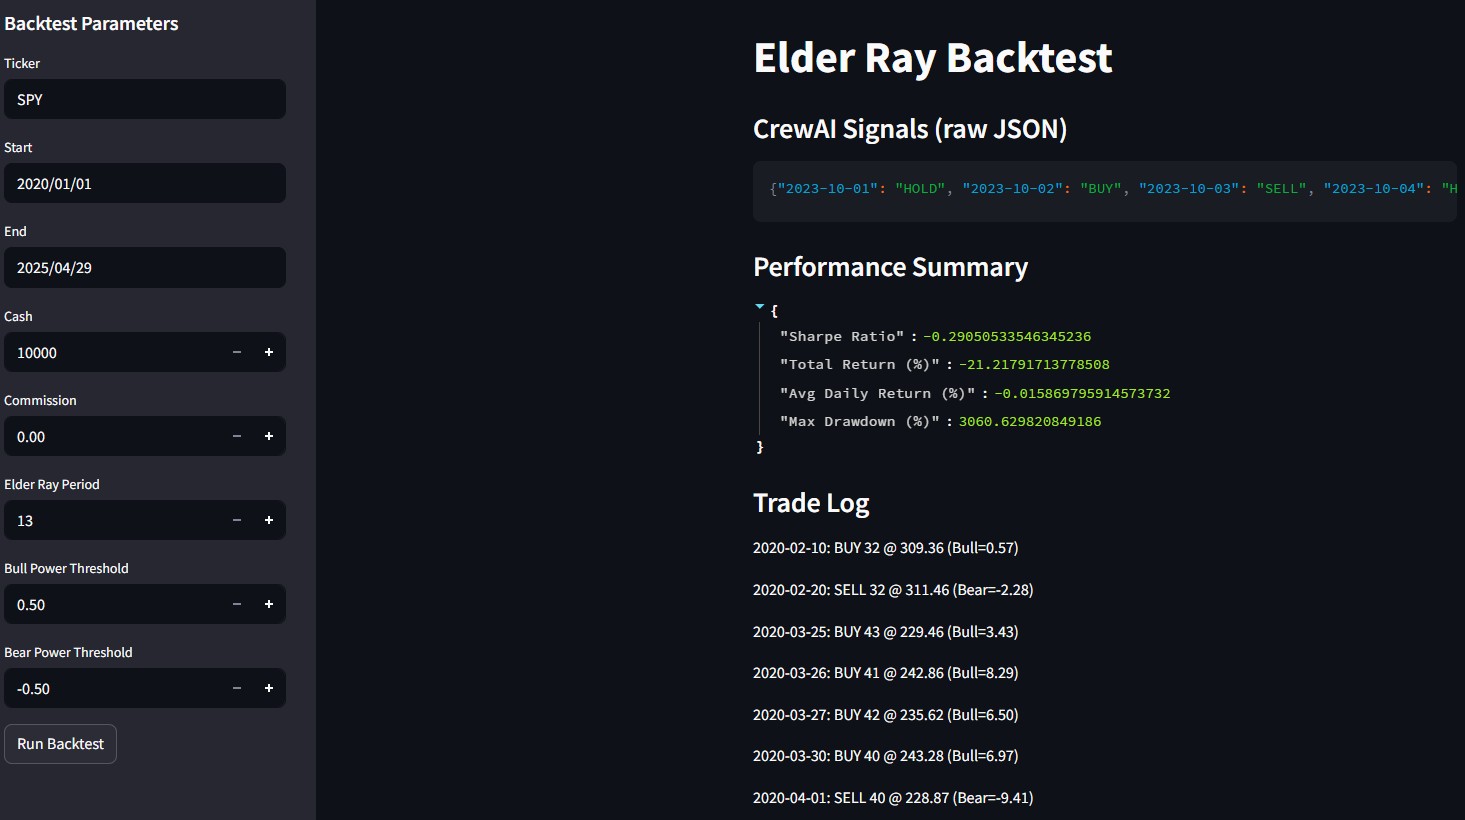 Backtest Parameters
Ticker
SPY
Start
2020/01/01
End
2025/04/29
Cash
10000
Commission
0.00
Elder Ray Period
13
Bull Power Threshold
0.50
Bear Power Threshold
-0.50
Run Backtest
Elder Ray Backtest
CrewAI Signals (raw JSON)
{"2023-10-01": "HOLD", "2023-10-02": "BUY", "2023-10-03": "SELL", "2023-10-04": "H
Performance Summary
{
"Sharpe Ratio" : -0.29050533546345236
"Total Return (%)" : -21.21791713778508
"Avg Daily Return (%)" : -0.015869795914573732
"Max Drawdown (%)" : 3060.629820849186
}
Trade Log
2020-02-10: BUY 32 @ 309.36 (Bull=0.57)
2020-02-20: SELL 32 @ 311.46 (Bear=-2.28)
2020-03-25: BUY 43 @ 229.46 (Bull=3.43)
2020-03-26: BUY 41 @ 242.86 (Bull=8.29)
2020-03-27: BUY 42 @ 235.62 (Bull=6.50)
2020-03-30: BUY 40 @ 243.28 (Bull=6.97)
2020-04-01: SELL 40 @ 228.87 (Bear=-9.41)